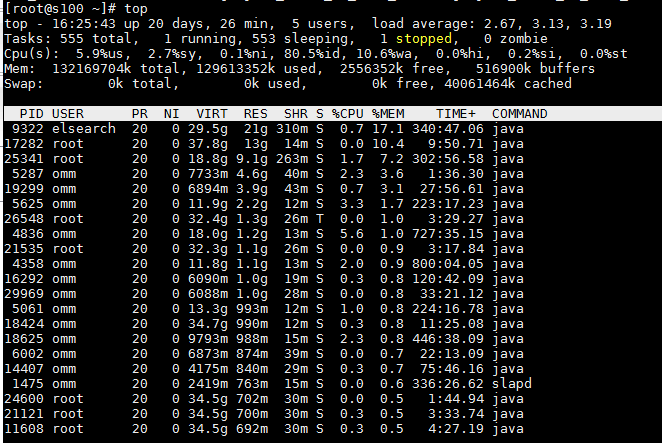 [root@s100 ~]# top
top - 16:25:43 up 20 days, 26 min,  5 users,  load average: 2.67, 3.13, 3.19
Tasks: 555 total,   1 running, 553 sleeping,   1 stopped,   0 zombie
Cpu(s):  5.9%us,  2.7%sy,  0.1%ni, 80.5%id, 10.6%wa,  0.0%hi,  0.2%si,  0.0%st
Mem:  132169704k total, 129613352k used,  2556352k free,   516900k buffers
Swap:        0k total,        0k used,        0k free, 40061464k cached
PID USER      PR  NI  VIRT  RES  SHR S %CPU %MEM    TIME+  COMMAND
9322 elsearch  20   0 29.5g  21g 310m S  0.7 17.1 340:47.06 java
17282 root      20   0 37.8g  13g  14m S  0.0 10.4   9:50.71 java
25341 root      20   0 18.8g 9.1g 263m S  1.7  7.2 302:56.58 java
5287 omm       20   0 7733m 4.6g  40m S  2.3  3.6   1:36.30 java
19299 omm       20   0 6894m 3.9g  43m S  0.7  3.1  27:56.61 java
5625 omm       20   0 11.9g 2.2g  12m S  3.3  1.7 223:17.23 java
26548 root      20   0 32.4g 1.3g  26m T  0.0  1.0   3:29.27 java
4836 omm       20   0 18.0g 1.2g  13m S  5.6  1.0 727:35.15 java
21535 root      20   0 32.3g 1.1g  26m S  0.0  0.9   3:17.84 java
4358 omm       20   0 11.8g 1.1g  13m S  2.0  0.9 800:04.05 java
16292 omm       20   0 6090m 1.0g  19m S  0.3  0.8 120:42.09 java
29969 omm       20   0 6088m 1.0g  28m S  0.0  0.8  33:21.12 java
5061 omm       20   0 13.3g 993m  12m S  1.0  0.8 224:16.78 java
18424 omm       20   0 34.7g 990m  12m S  0.3  0.8  11:25.08 java
18625 omm       20   0 9793m 988m  15m S  2.3  0.8 446:38.09 java
6002 omm       20   0 6873m 874m  39m S  0.0  0.7  22:13.09 java
14407 omm       20   0 4175m 840m  29m S  0.3  0.7  75:46.16 java
1475 omm       20   0 2419m 763m  15m S  0.0  0.6 336:26.62 slapd
24600 root      20   0 34.5g 702m  30m S  0.0  0.5   1:44.94 java
21121 root      20   0 34.5g 700m  30m S  0.3  0.5   3:33.74 java
11608 root      20   0 34.5g 692m  30m S  0.3  0.5   4:27.19 java